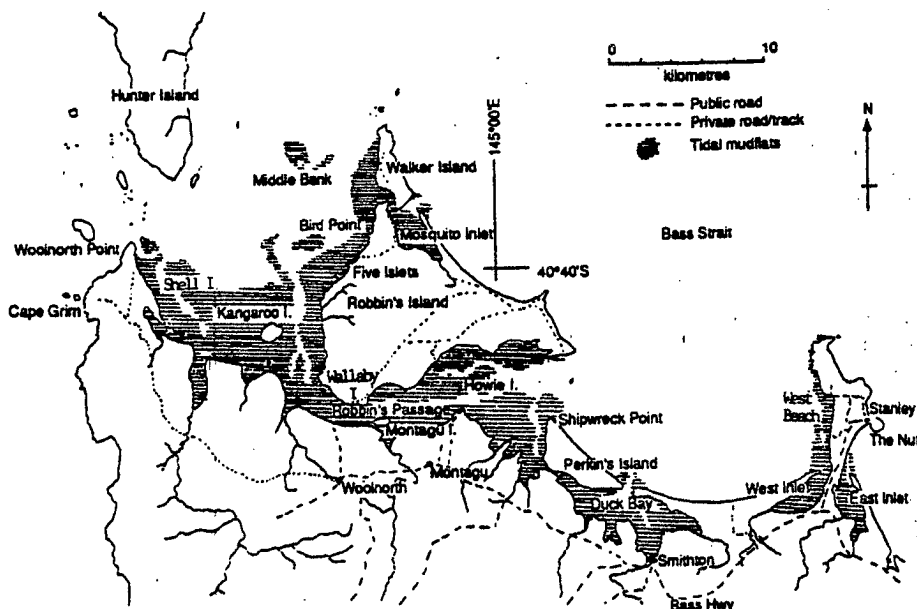 0 10
kilometres
Public road
Private road/track
Tidal mudflats
N
Hunter Island
145°00'E
Walker Island
Middle Bank
Bird Point
Mosquito Inlet
Bass Strait
Woolnorth Point
Five Islets
40°40'S
Shell I.
Cape Grim
Kangaroo I.
Robbin's Island
Wallaby
I.
Howie I.
Robbin's Passage
Montagu I.
Shipwreck Point
West
Beach
Stanley
The Nut
Perkin's Island
Montagu
Woolnorth
West Inlet
East Inlet
Duck Bay
Smithton
Bass Hwy